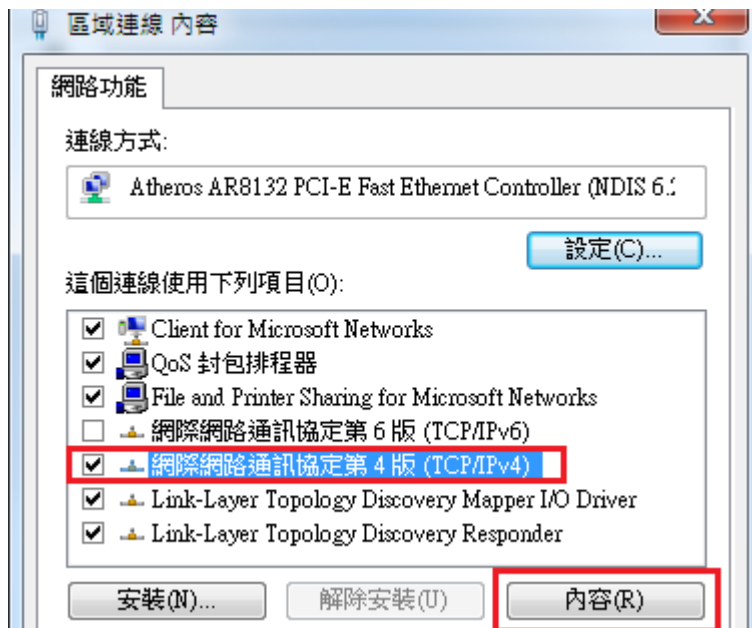 區域連線 內容
網路功能
連線方式:
Atheros AR8132 PCI-E Fast Ethernet Controller (NDIS 6.2
設定(C)...
這個連線使用下列項目(O):
Client for Microsoft Networks
QoS 封包排程器
File and Printer Sharing for Microsoft Networks
網際網路通訊協定第 6 版 (TCP/IPv6)
網際網路通訊協定第 4 版 (TCP/IPv4)
Link-Layer Topology Discovery Mapper I/O Driver
Link-Layer Topology Discovery Responder
安裝(N)... 解除安裝(U) 內容(R)